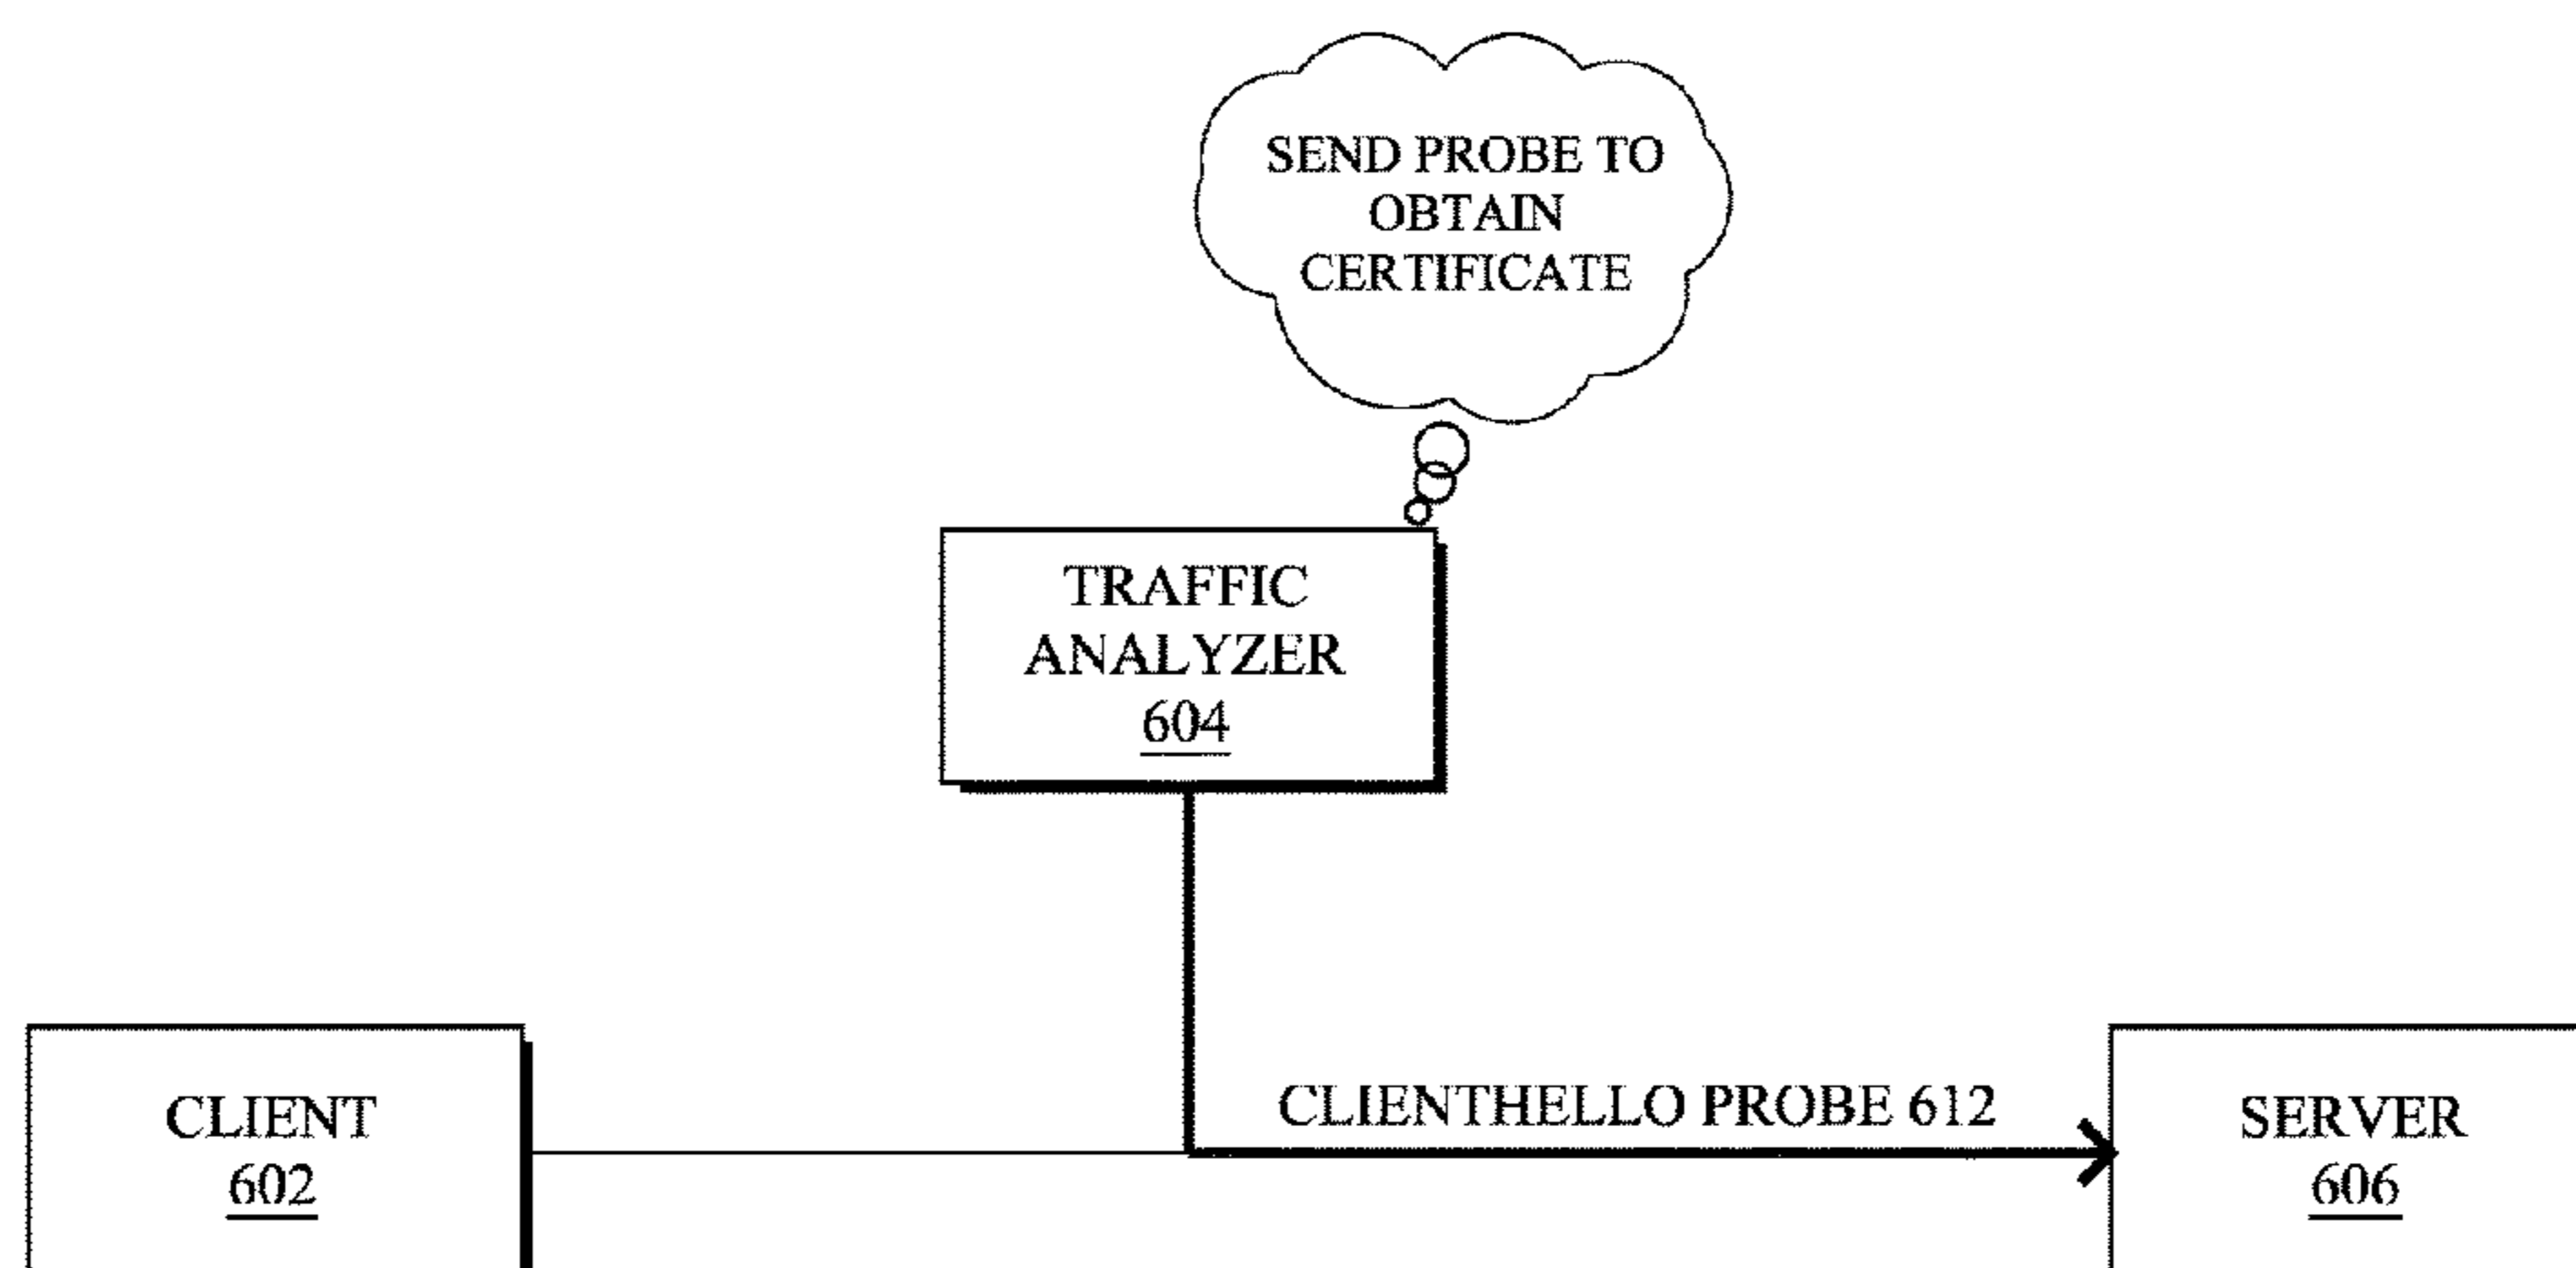 SEND PROBE TO
OBTAIN
CERTIFICATE
TRAFFIC
ANALYZER
604
CLIENTHELLO PROBE 612
CLIENT
602
SERVER
606